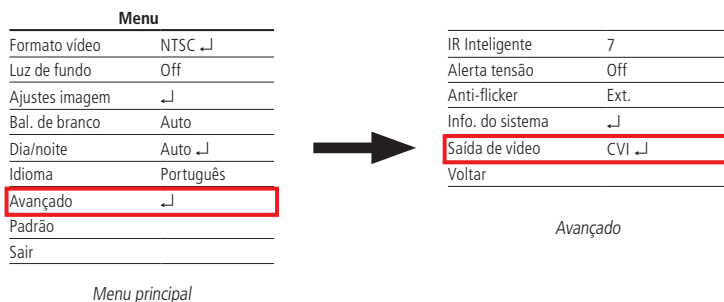 Menu
Formato vídeo NTSC ↵
Luz de fundo Off
Ajustes imagem ↵
Bal. de branco Auto
Dia/noite Auto ↵
Idioma Português
Avançado ↵
Padrão
Sair
Menu principal
IR Inteligente 7
Alerta tensão Off
Anti-flicker Ext.
Info. do sistema ↵
Saída de vídeo CVI ↵
Voltar
Avançado